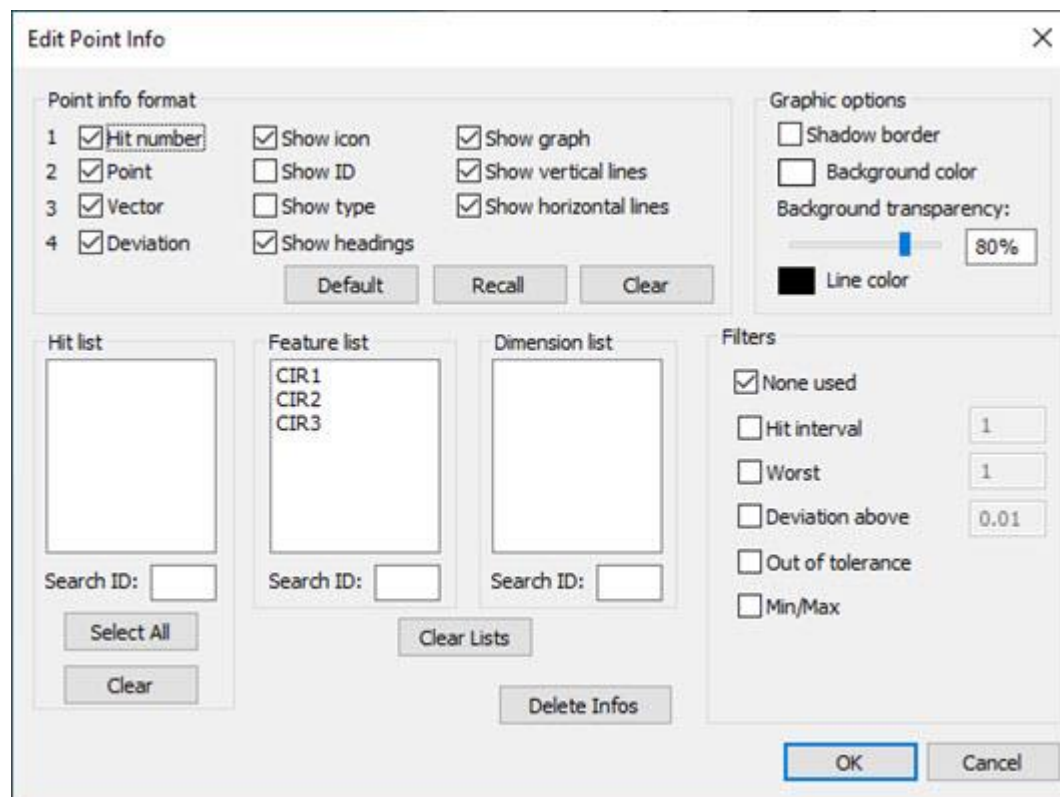 Edit Point Info
Point info format
1 Hit number Show icon Show graph
2 Point Show ID Show vertical lines
3 Vector Show type Show horizontal lines
4 Deviation Show headings
Default Recall Clear
Graphic options
Shadow border
Background color
Background transparency:
80%
Line color
Hit list
Search ID:
Select All
Clear
Feature list
CIR1
CIR2
CIR3
Search ID:
Dimension list
Search ID:
Clear Lists
Delete Infos
Filters
None used
Hit interval 1
Worst 1
Deviation above 0.01
Out of tolerance
Min/Max
OK Cancel